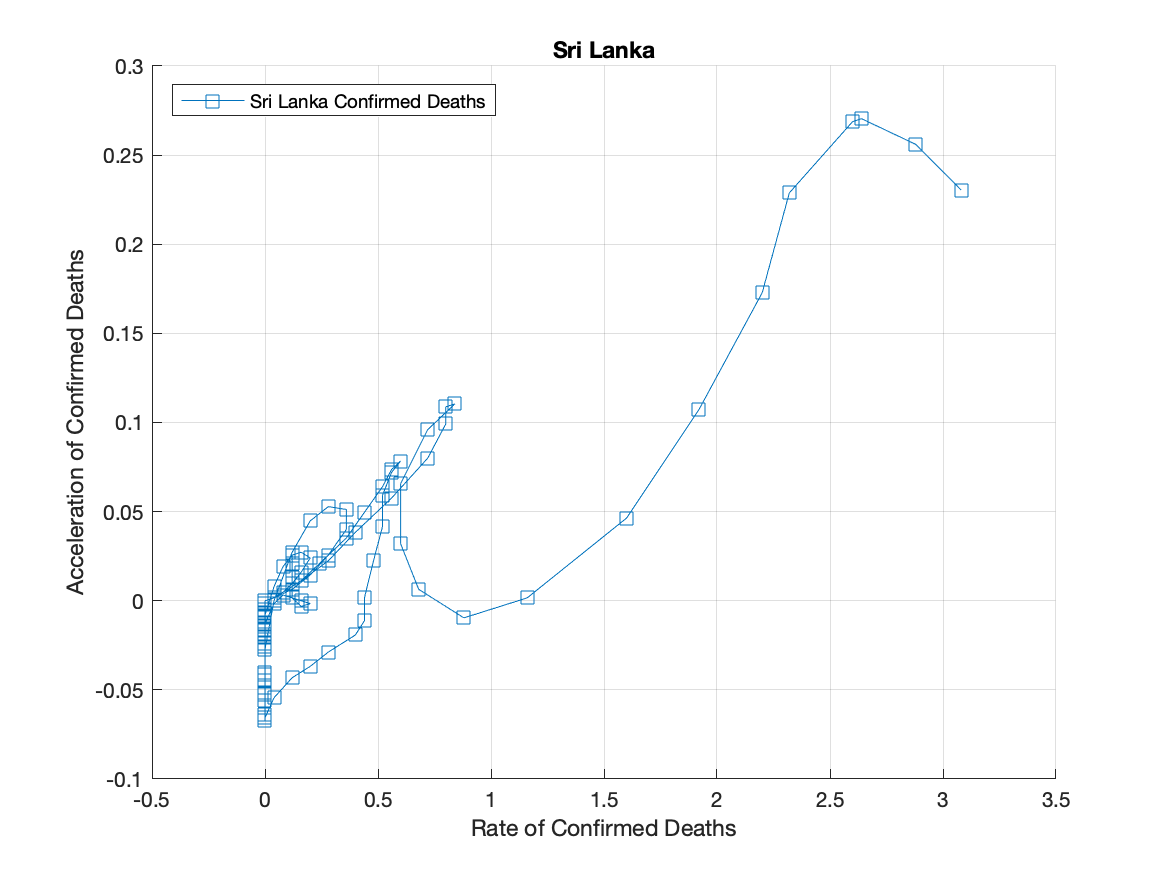 Sri Lanka
Sri Lanka Confirmed Deaths
Acceleration of Confirmed Deaths
0.3
0.25
0.2
0.15
0.1
0.05
0
-0.05
-0.1
-0.5 0 0.5 1 1.5 2 2.5 3 3.5
Rate of Confirmed Deaths